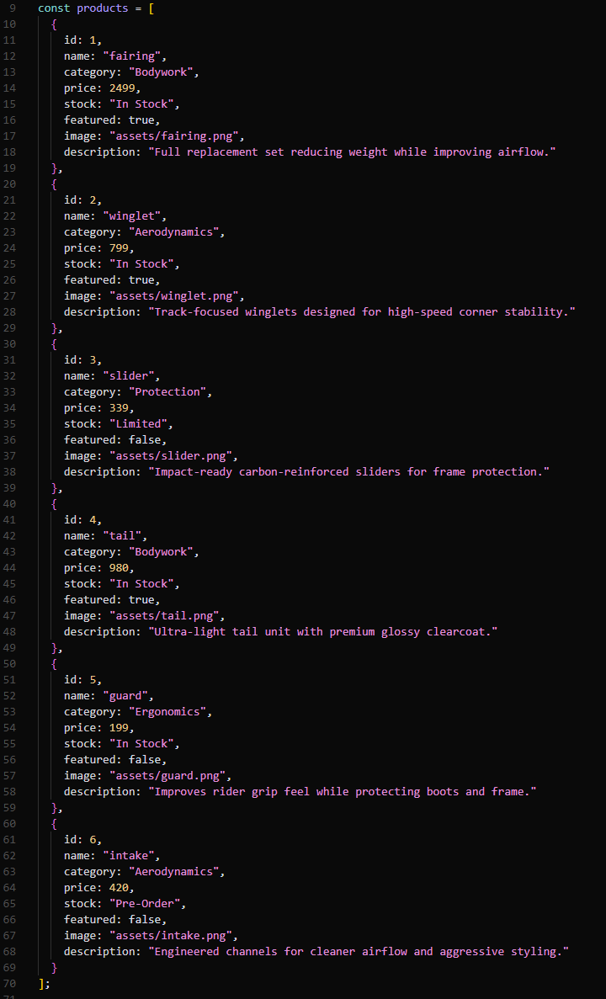 9 const products = [
10 {
11 id: 1,
12 name: "fairing",
13 category: "Bodywork",
14 price: 2499,
15 stock: "In Stock",
16 featured: true,
17 image: "assets/fairing.png",
18 description: "Full replacement set reducing weight while improving airflow."
19 },
20 {
21 id: 2,
22 name: "winglet",
23 category: "Aerodynamics",
24 price: 799,
25 stock: "In Stock",
26 featured: true,
27 image: "assets/winglet.png",
28 description: "Track-focused winglets designed for high-speed corner stability."
29 },
30 {
31 id: 3,
32 name: "slider",
33 category: "Protection",
34 price: 339,
35 stock: "Limited",
36 featured: false,
37 image: "assets/slider.png",
38 description: "Impact-ready carbon-reinforced sliders for frame protection."
39 },
40 {
41 id: 4,
42 name: "tail",
43 category: "Bodywork",
44 price: 980,
45 stock: "In Stock",
46 featured: true,
47 image: "assets/tail.png",
48 description: "Ultra-light tail unit with premium glossy clearcoat."
49 },
50 {
51 id: 5,
52 name: "guard",
53 category: "Ergonomics",
54 price: 199,
55 stock: "In Stock",
56 featured: false,
57 image: "assets/guard.png",
58 description: "Improves rider grip feel while protecting boots and frame."
59 },
60 {
61 id: 6,
62 name: "intake",
63 category: "Aerodynamics",
64 price: 420,
65 stock: "Pre-Order",
66 featured: false,
67 image: "assets/intake.png",
68 description: "Engineered channels for cleaner airflow and aggressive styling."
69 }
70 ];
71